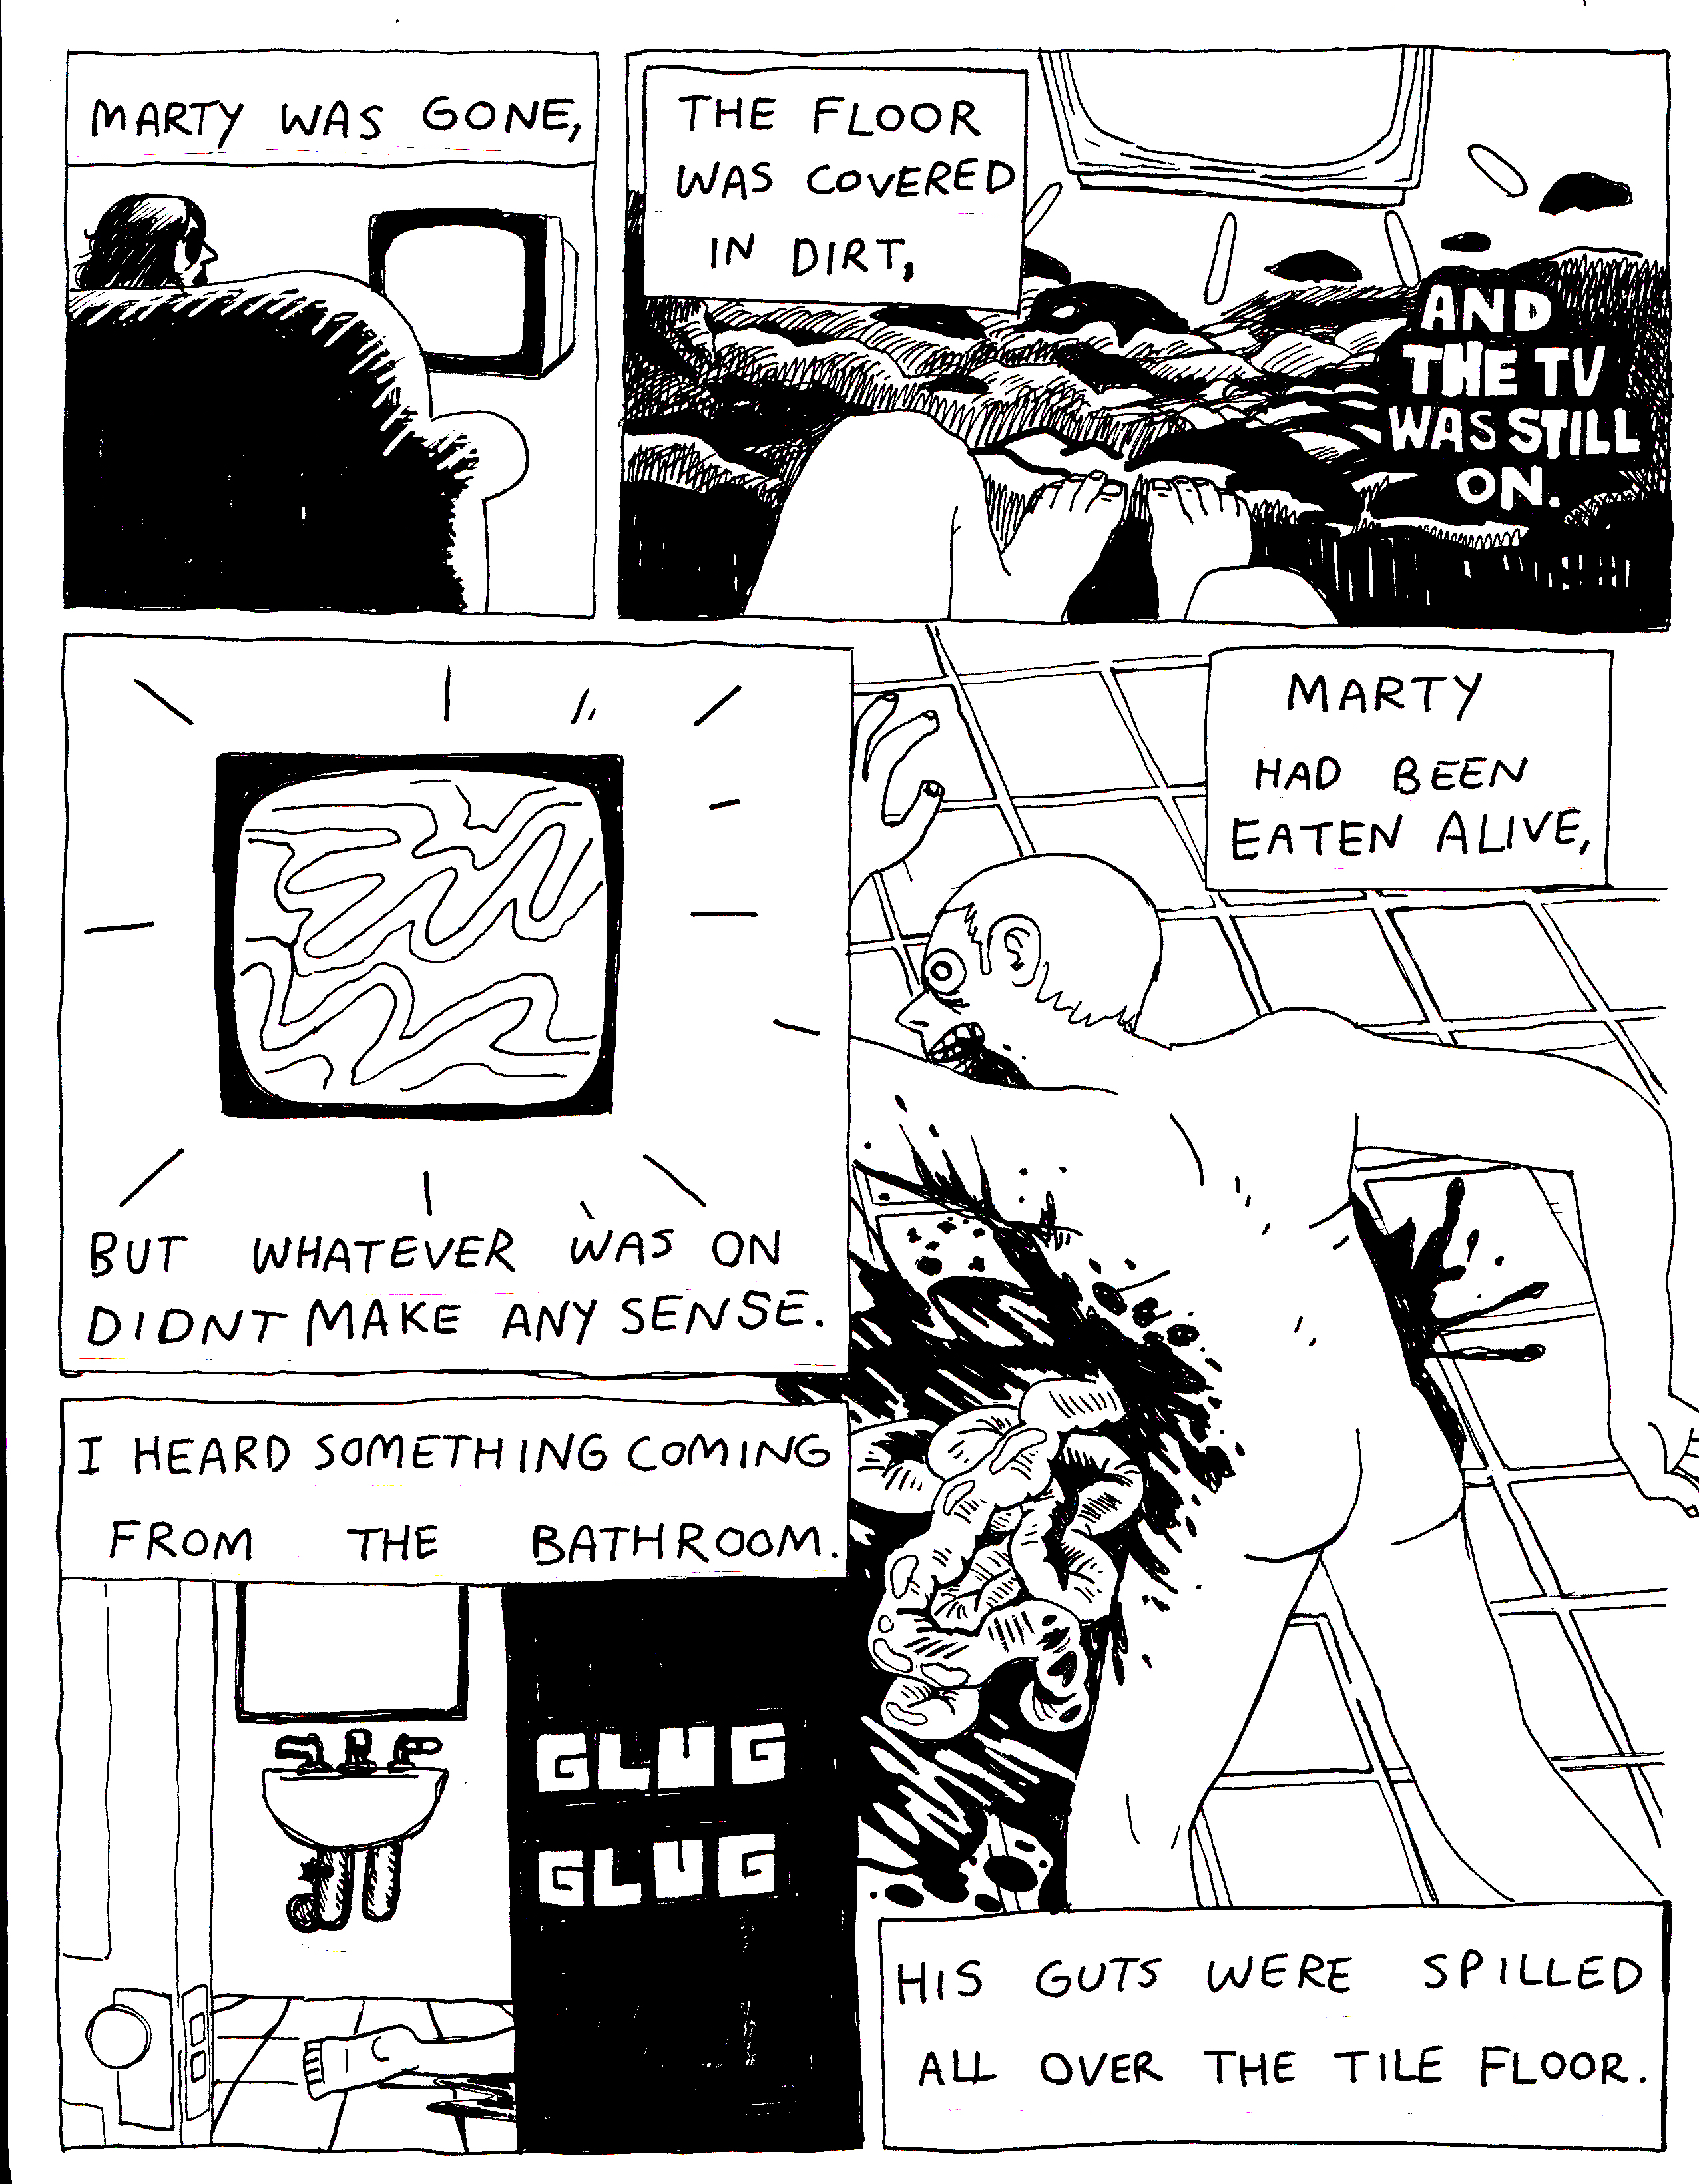 MARTY WAS GONE,
THE FLOOR
WAS COVERED
IN DIRT,
AND
THE TV
WAS STILL
ON.
BUT WHATEVER WAS ON
DIDNT MAKE ANY SENSE.
I HEARD SOMETHING COMING
FROM THE BATHROOM.
GLUG
GLUG
MARTY
HAD BEEN
EATEN ALIVE,
HIS GUTS WERE SPILLED
ALL OVER THE TILE FLOOR.